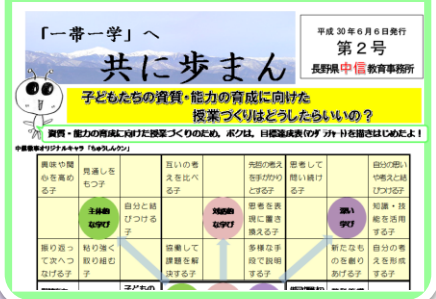 「一帯一学」へ
共に歩まん
平成30年6月6日発行
第2号
長野県中信教育事務所
子どもたちの資質・能力の育成に向けた
授業づくりはどうしたらいいの？
資質・能力の育成に向けた授業づくりのため、ボクは、目標達成表(マンダラチャート)を描きはじめたよ！
中信教事オリジナルキャラ「ちゅうしんクン」
興味や関心を高める子
見通しをもつ子
互いの考えを比べる子
先哲の考えを手がかりとする子
思考して問い続ける子
自分の思いや考えと結びつける子
主体的な学び
自分と結びつける子
対話的な学び
思考を表現に置き換える子
深い学び
知識・技能を活用する子
振り返って次へつなげる子
粘り強く取り組む子
協働して課題を解決する子
多様な手段で説明する子
新たなものを創りあげる子
自分の考えを形成する子
子どもの